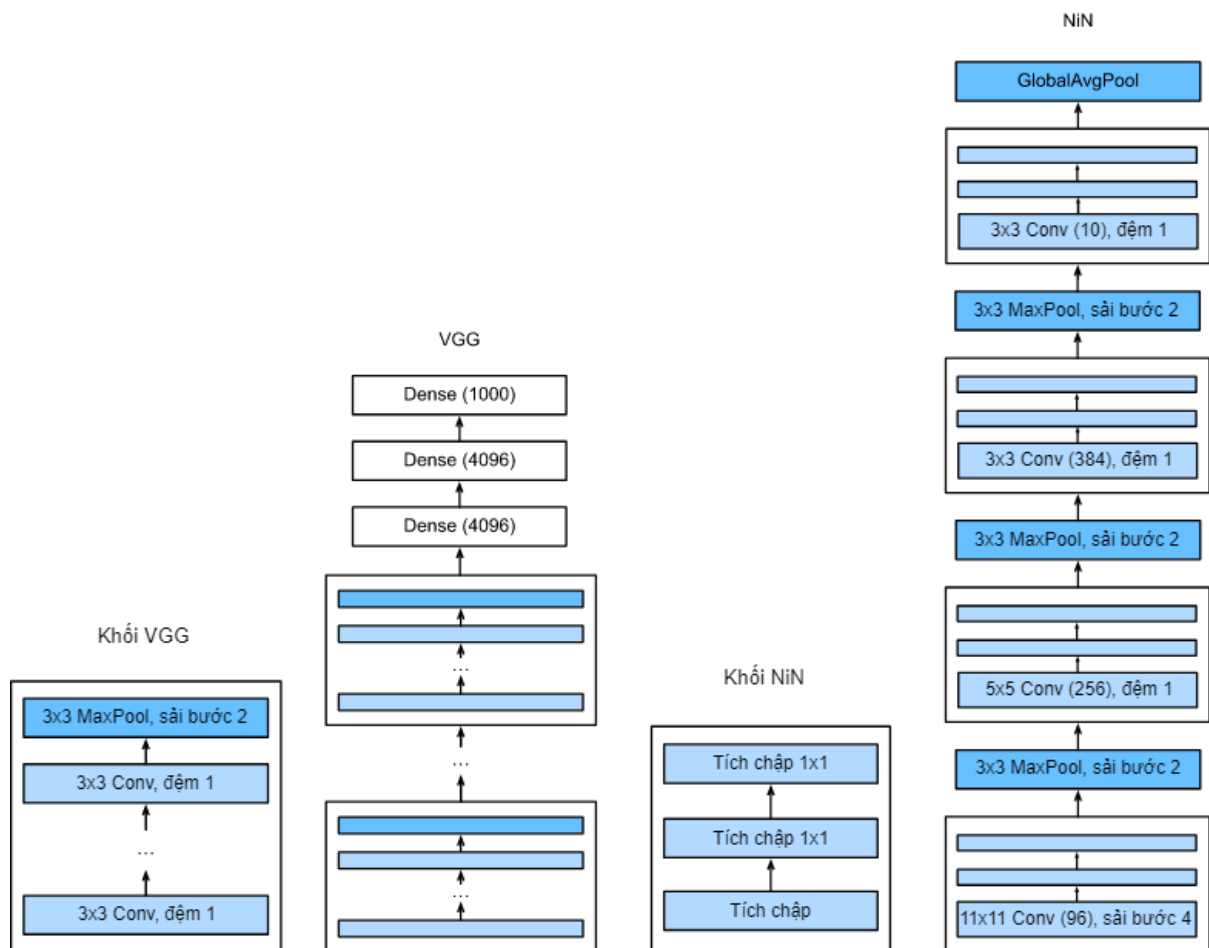 Khối VGG
3x3 MaxPool, sải bước 2
3x3 Conv, đệm 1
...
3x3 Conv, đệm 1
VGG
Dense (1000)
Dense (4096)
Dense (4096)
...
...
...
Khối NiN
Tích chập 1x1
Tích chập 1x1
Tích chập
NiN
GlobalAvgPool
3x3 Conv (10), đệm 1
3x3 MaxPool, sải bước 2
3x3 Conv (384), đệm 1
3x3 MaxPool, sải bước 2
5x5 Conv (256), đệm 1
3x3 MaxPool, sải bước 2
11x11 Conv (96), sải bước 4